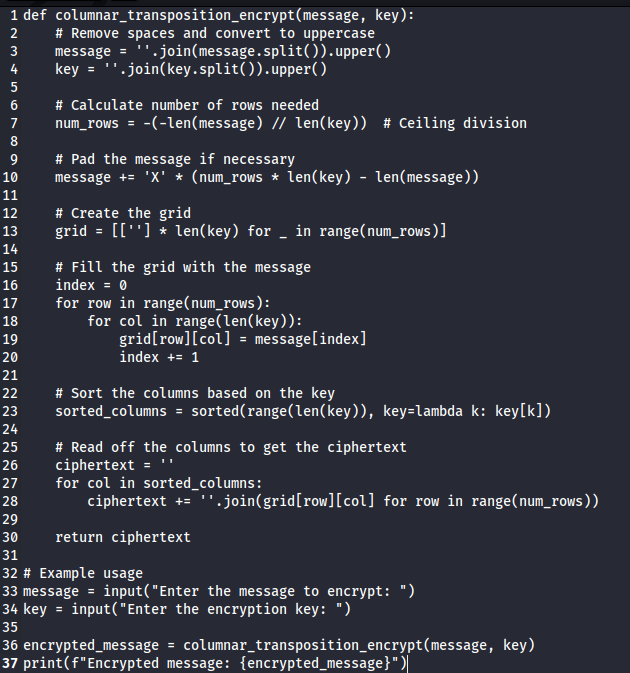 1 def columnar_transposition_encrypt(message, key):
2     # Remove spaces and convert to uppercase
3     message = ''.join(message.split()).upper()
4     key = ''.join(key.split()).upper()
5
6     # Calculate number of rows needed
7     num_rows = -(-len(message) // len(key))  # Ceiling division
8
9     # Pad the message if necessary
10     message += 'X' * (num_rows * len(key) - len(message))
11
12     # Create the grid
13     grid = [[''] * len(key) for _ in range(num_rows)]
14
15     # Fill the grid with the message
16     index = 0
17     for row in range(num_rows):
18         for col in range(len(key)):
19             grid[row][col] = message[index]
20             index += 1
21
22     # Sort the columns based on the key
23     sorted_columns = sorted(range(len(key)), key=lambda k: key[k])
24
25     # Read off the columns to get the ciphertext
26     ciphertext = ''
27     for col in sorted_columns:
28         ciphertext += ''.join(grid[row][col] for row in range(num_rows))
29
30     return ciphertext
31
32 # Example usage
33 message = input("Enter the message to encrypt: ")
34 key = input("Enter the encryption key: ")
35
36 encrypted_message = columnar_transposition_encrypt(message, key)
37 print(f"Encrypted message: {encrypted_message}")